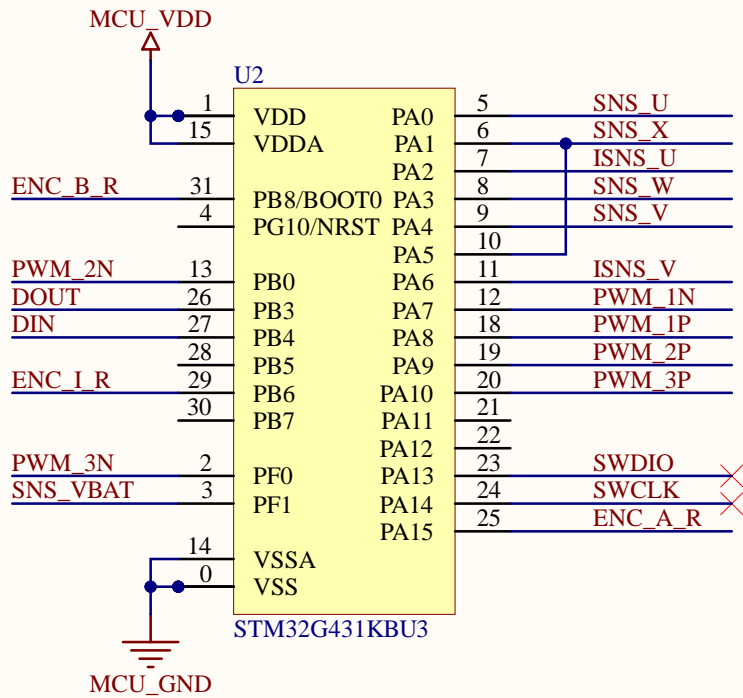 MCU_VDD
U2
1 VDD PA0 5 SNS_U
15 VDDA PA1 6 SNS_X
PA2 7 ISNS_U
ENC_B_R 31 PB8/BOOT0 PA3 8 SNS_W
4 PG10/NRST PA4 9 SNS_V
PA5 10
PWM_2N 13 PB0 PA6 11 ISNS_V
DOUT 26 PB3 PA7 12 PWM_1N
DIN 27 PB4 PA8 18 PWM_1P
28 PB5 PA9 19 PWM_2P
ENC_I_R 29 PB6 PA10 20 PWM_3P
30 PB7 PA11 21
PA12 22
PWM_3N 2 PF0 PA13 23 SWDIO
SNS_VBAT 3 PF1 PA14 24 SWCLK
PA15 25 ENC_A_R
14 VSSA
0 VSS
STM32G431KBU3
MCU_GND